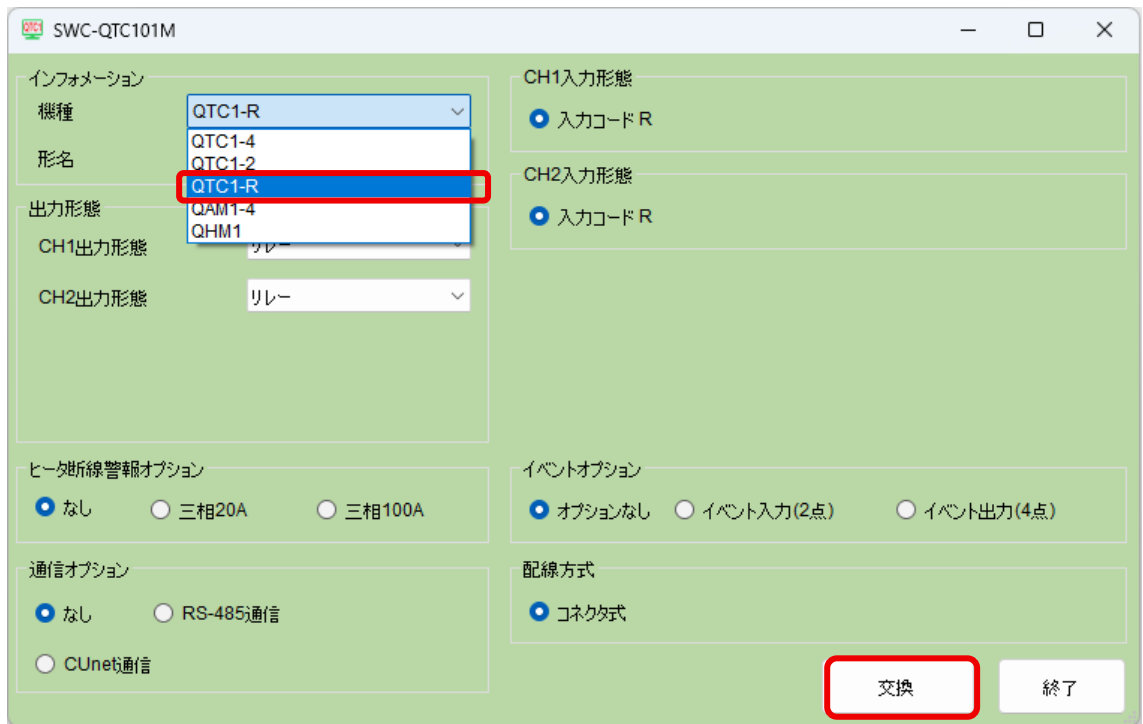 SWC-QTC101M
インフォメーション
機種
QTC1-R
QTC1-4
QTC1-2
QTC1-R
QAM1-4
QHM1
形名
出力形態
CH1出力形態
リレー
CH2出力形態
リレー
CH1入力形態
入力コード R
CH2入力形態
入力コード R
ヒータ断線警報オプション
なし 三相20A 三相100A
イベントオプション
オプションなし イベント入力(2点) イベント出力(4点)
通信オプション
なし RS-485通信
CUnet通信
配線方式
コネクタ式
交換 終了